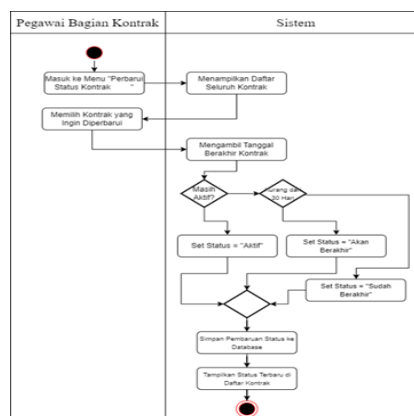 Pegawai Bagian Kontrak
Sistem
Masuk ke Menu "Perbarui
Status Kontrak "
Menampilkan Daftar
Seluruh Kontrak
Memilih Kontrak yang
Ingin Diperbarui
Mengambil Tanggal
Berakhir Kontrak
Masih
Aktif?
Kurang dari
30 Hari
Set Status = "Aktif"
Set Status = "Akan
Berakhir"
Set Status = "Sudah
Berakhir"
Simpan Pembaruan Status ke
Database
Tampilkan Status Terbaru di
Daftar Kontrak